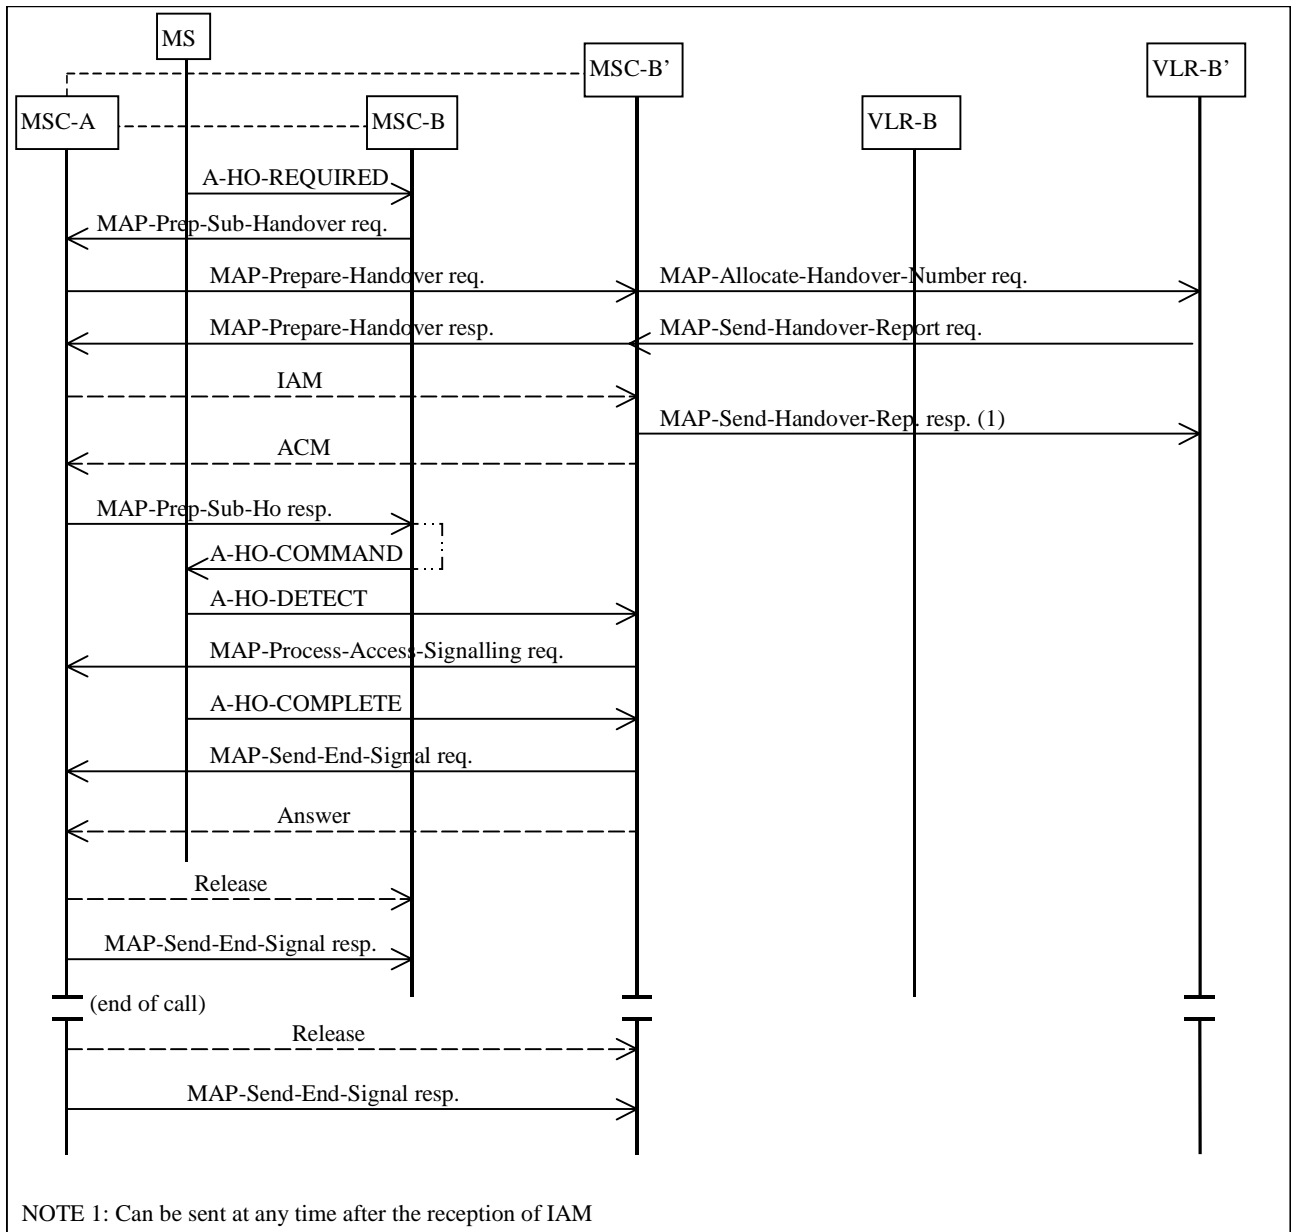 MS
MSC-B’
VLR-B’
MSC-A
MSC-B
VLR-B
A-HO-REQUIRED
MAP-Prep-Sub-Handover req.
MAP-Prepare-Handover req.
MAP-Allocate-Handover-Number req.
MAP-Prepare-Handover resp.
MAP-Send-Handover-Report req.
IAM
MAP-Send-Handover-Rep. resp. (1)
ACM
MAP-Prep-Sub-Ho resp.
A-HO-COMMAND
A-HO-DETECT
MAP-Process-Access-Signalling req.
A-HO-COMPLETE
MAP-Send-End-Signal req.
Answer
Release
MAP-Send-End-Signal resp.
(end of call)
Release
MAP-Send-End-Signal resp.
NOTE 1: Can be sent at any time after the reception of IAM